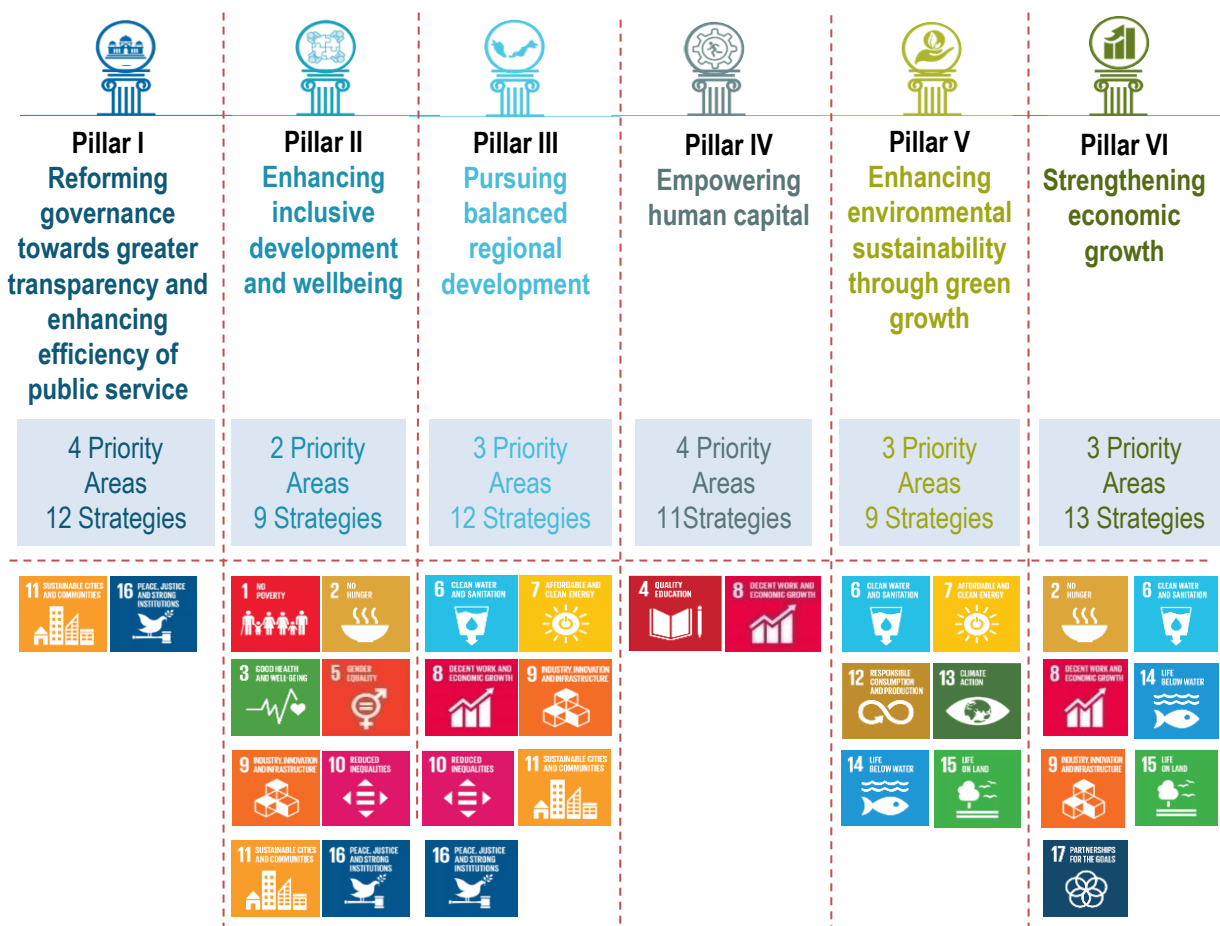 Pillar I
Reforming
governance
towards greater
transparency and
enhancing
efficiency of
public service
4 Priority
Areas
12 Strategies
11 SUSTAINABLE CITIES
AND COMMUNITIES
16 PEACE, JUSTICE
AND STRONG
INSTITUTIONS
Pillar II
Enhancing
inclusive
development
and wellbeing
2 Priority
Areas
9 Strategies
1 NO
POVERTY
2 NO
HUNGER
3 GOOD HEALTH
AND WELL-BEING
5 GENDER
EQUALITY
9 INDUSTRY, INNOVATION
AND INFRASTRUCTURE
10 REDUCED
INEQUALITIES
11 SUSTAINABLE CITIES
AND COMMUNITIES
16 PEACE, JUSTICE
AND STRONG
INSTITUTIONS
Pillar III
Pursuing
balanced
regional
development
3 Priority
Areas
12 Strategies
6 CLEAN WATER
AND SANITATION
7 AFFORDABLE AND
CLEAN ENERGY
8 DECENT WORK AND
ECONOMIC GROWTH
9 INDUSTRY, INNOVATION
AND INFRASTRUCTURE
10 REDUCED
INEQUALITIES
11 SUSTAINABLE CITIES
AND COMMUNITIES
16 PEACE, JUSTICE
AND STRONG
INSTITUTIONS
Pillar IV
Empowering
human capital
4 Priority
Areas
11Strategies
4 QUALITY
EDUCATION
8 DECENT WORK AND
ECONOMIC GROWTH
Pillar V
Enhancing
environmental
sustainability
through green
growth
3 Priority
Areas
9 Strategies
6 CLEAN WATER
AND SANITATION
7 AFFORDABLE AND
CLEAN ENERGY
12 RESPONSIBLE
CONSUMPTION
AND PRODUCTION
13 CLIMATE
ACTION
14 LIFE
BELOW WATER
15 LIFE
ON LAND
Pillar VI
Strengthening
economic
growth
3 Priority
Areas
13 Strategies
2 NO
HUNGER
6 CLEAN WATER
AND SANITATION
8 DECENT WORK AND
ECONOMIC GROWTH
14 LIFE
BELOW WATER
9 INDUSTRY, INNOVATION
AND INFRASTRUCTURE
15 LIFE
ON LAND
17 PARTNERSHIPS
FOR THE GOALS